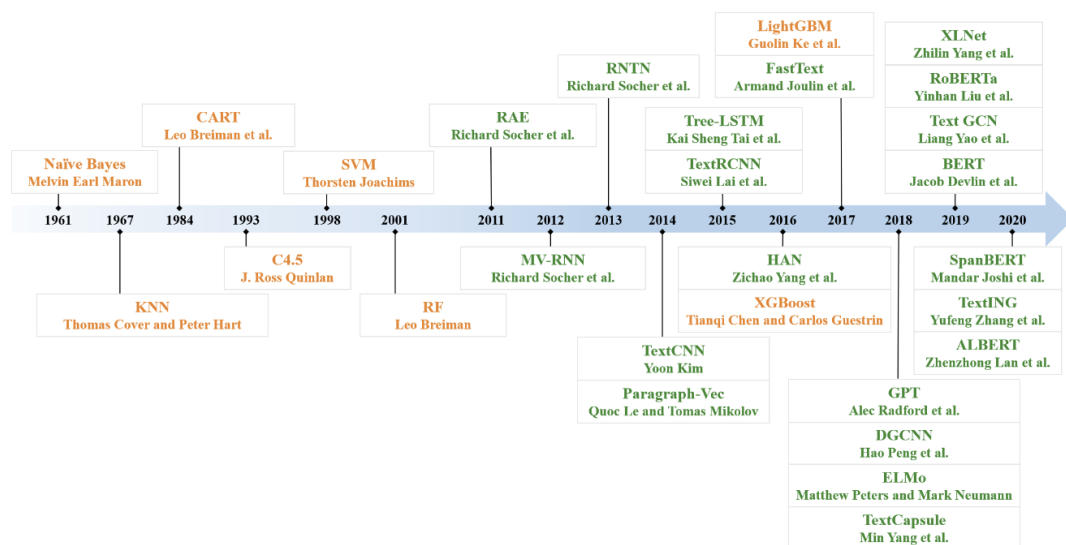 LightGBM
Guolin Ke et al.
FastText
Armand Joulin et al.
XLNet
Zhilin Yang et al.
RoBERTa
Yinhan Liu et al.
Text GCN
Liang Yao et al.
BERT
Jacob Devlin et al.
RNTN
Richard Socher et al.
CART
Leo Breiman et al.
RAE
Richard Socher et al.
Tree-LSTM
Kai Sheng Tai et al.
TextRCNN
Siwei Lai et al.
Naïve Bayes
Melvin Earl Maron
SVM
Thorsten Joachims
1961 1967 1984 1993 1998 2001 2011 2012 2013 2014 2015 2016 2017 2018 2019 2020
C4.5
J. Ross Quinlan
MV-RNN
Richard Socher et al.
HAN
Zichao Yang et al.
XGBoost
Tianqi Chen and Carlos Guestrin
SpanBERT
Mandar Joshi et al.
TextING
Yufeng Zhang et al.
ALBERT
Zhenzhong Lan et al.
KNN
Thomas Cover and Peter Hart
RF
Leo Breiman
TextCNN
Yoon Kim
Paragraph-Vec
Quoc Le and Tomas Mikolov
GPT
Alec Radford et al.
DGCNN
Hao Peng et al.
ELMo
Matthew Peters and Mark Neumann
TextCapsule
Min Yang et al.